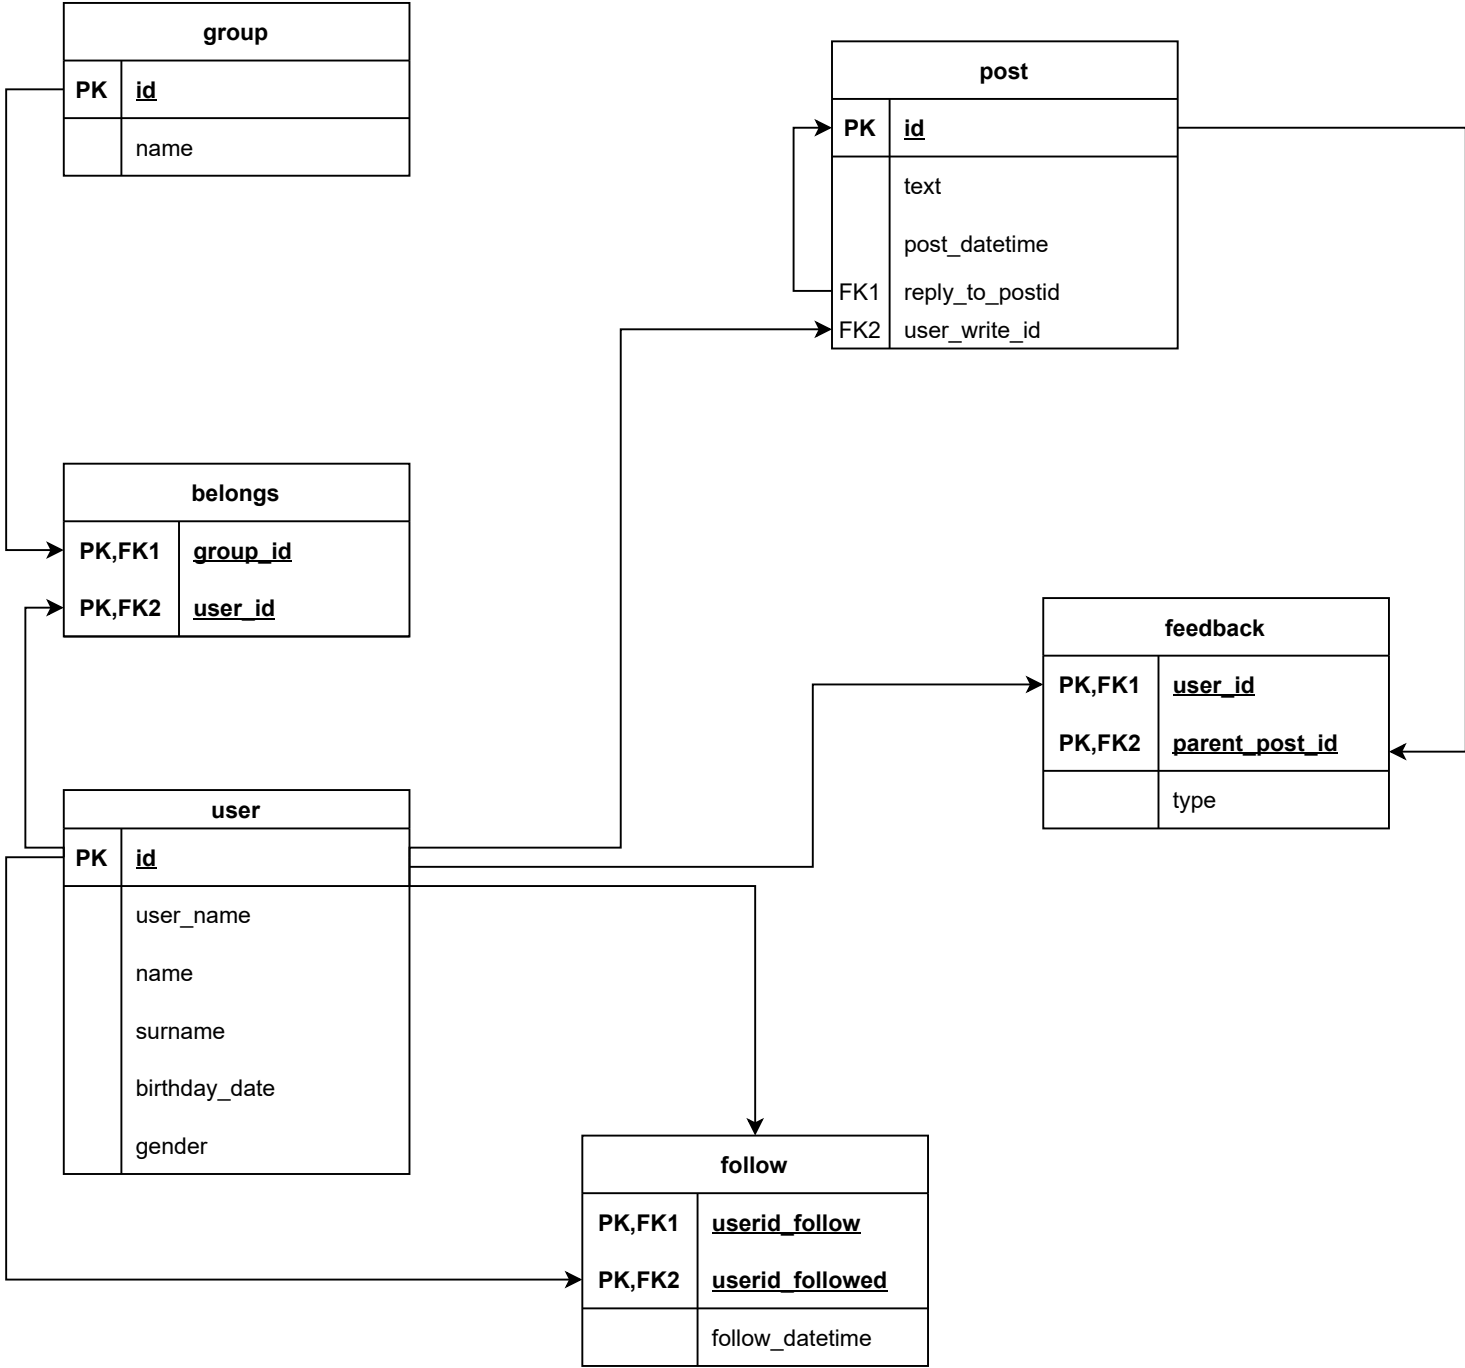 group
PK id
name
post
PK id
text
post_datetime
FK1 reply_to_postid
FK2 user_write_id
belongs
PK,FK1 group_id
PK,FK2 user_id
feedback
PK,FK1 user_id
PK,FK2 parent_post_id
type
user
PK id
user_name
name
surname
birthday_date
gender
follow
PK,FK1 userid_follow
PK,FK2 userid_followed
follow_datetime